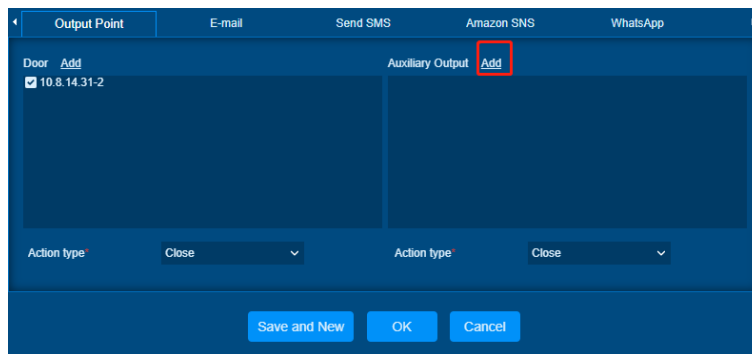 Output Point E-mail Send SMS Amazon SNS WhatsApp
Door Add Auxiliary Output Add
10.8.14.31-2
Action type* Close Action type* Close
Save and New OK Cancel